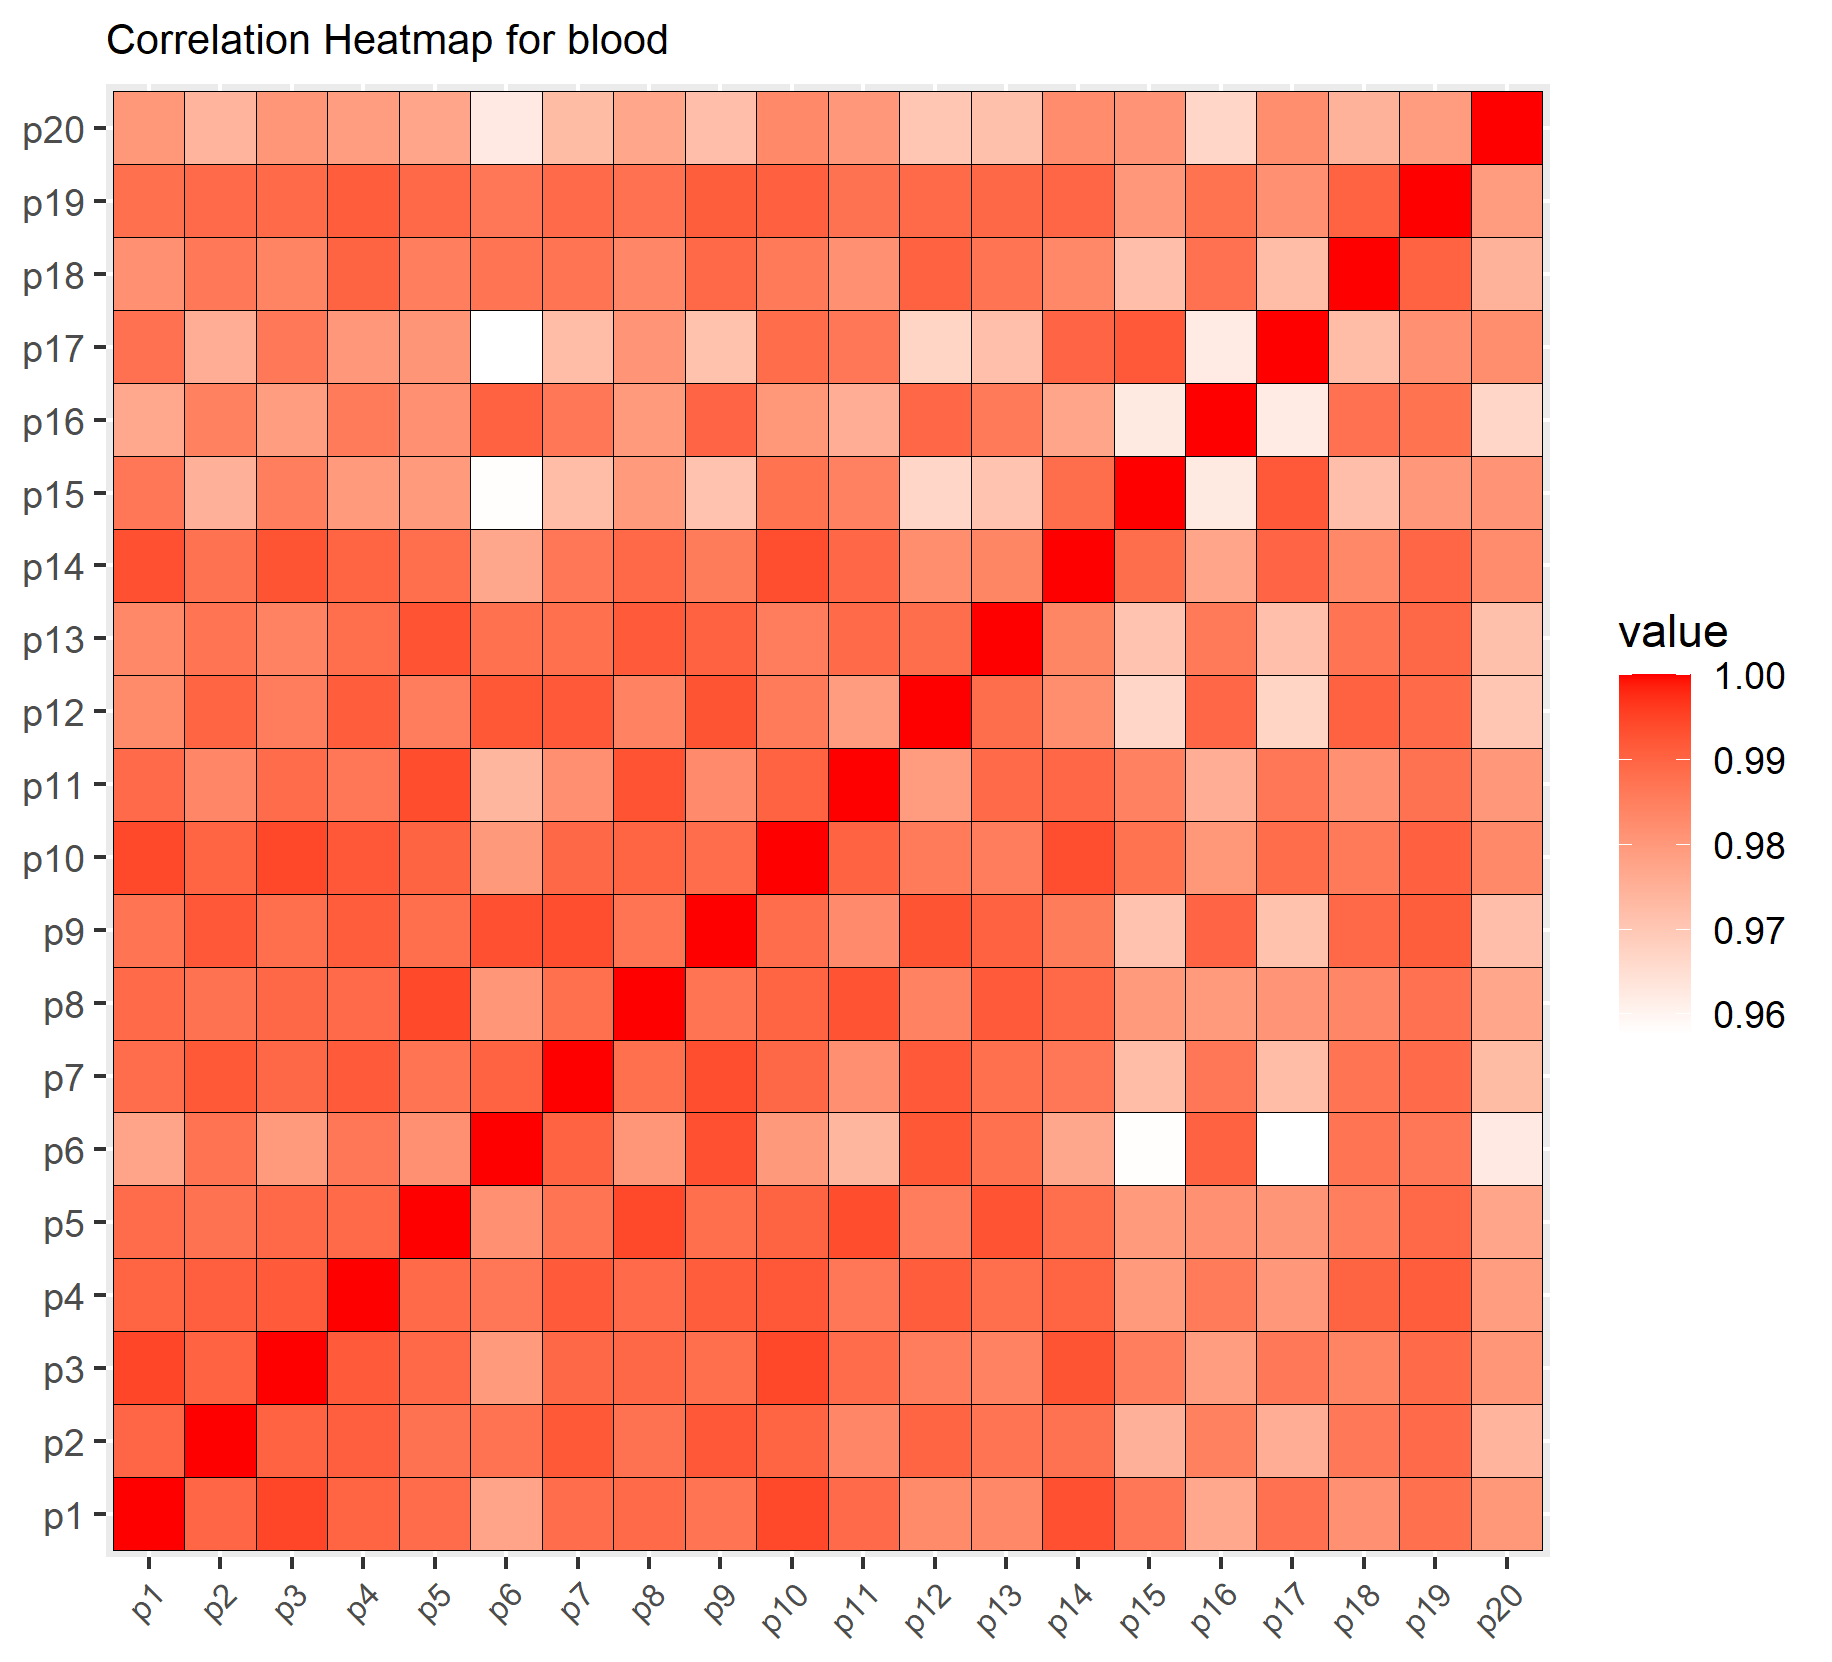 Correlation Heatmap for blood
p20
p19
p18
p17
p16
p15
p14
p13
p12
p11
p10
p9
p8
p7
p6
p5
p4
p3
p2
p1
p1 p2 p3 p4 p5 p6 p7 p8 p9 p10 p11 p12 p13 p14 p15 p16 p17 p18 p19 p20
value
1.00
0.99
0.98
0.97
0.96